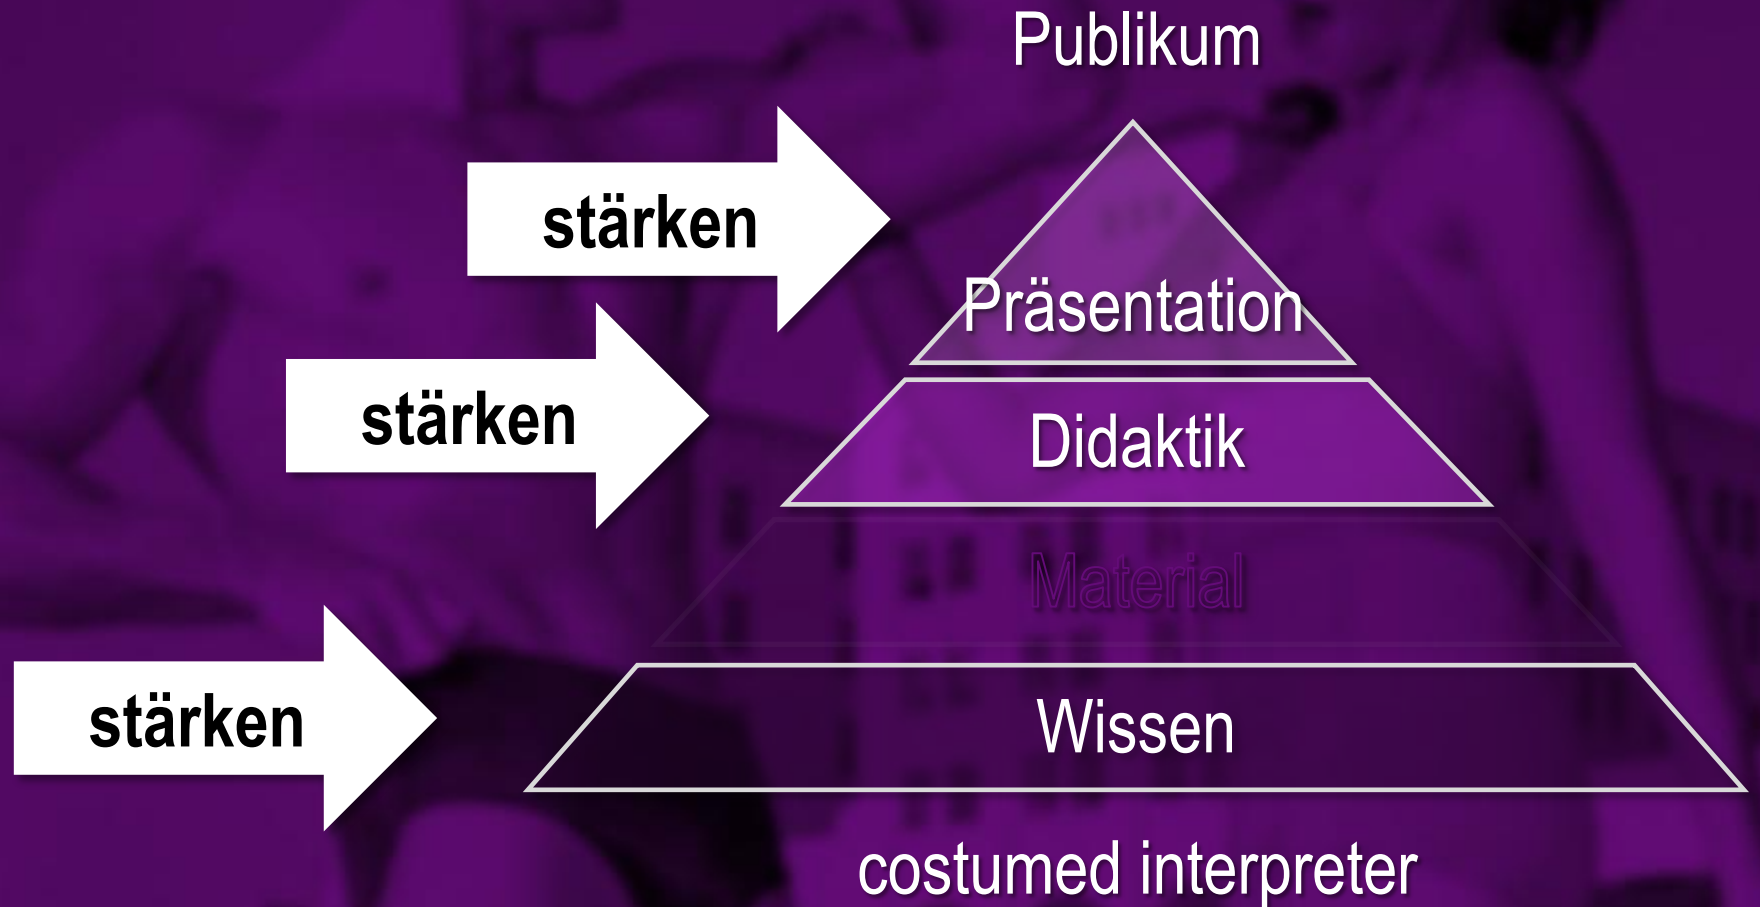 Publikum
stärken
Präsentation
stärken
Didaktik
Material
stärken
Wissen
costumed interpreter